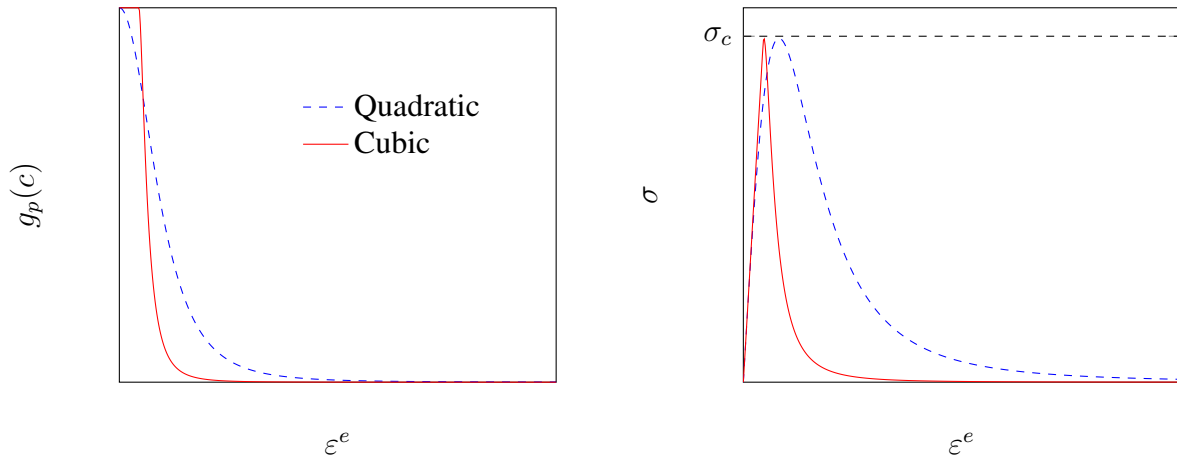 g_p(c)
Quadratic
Cubic
ε^e
σ_c
σ
ε^e